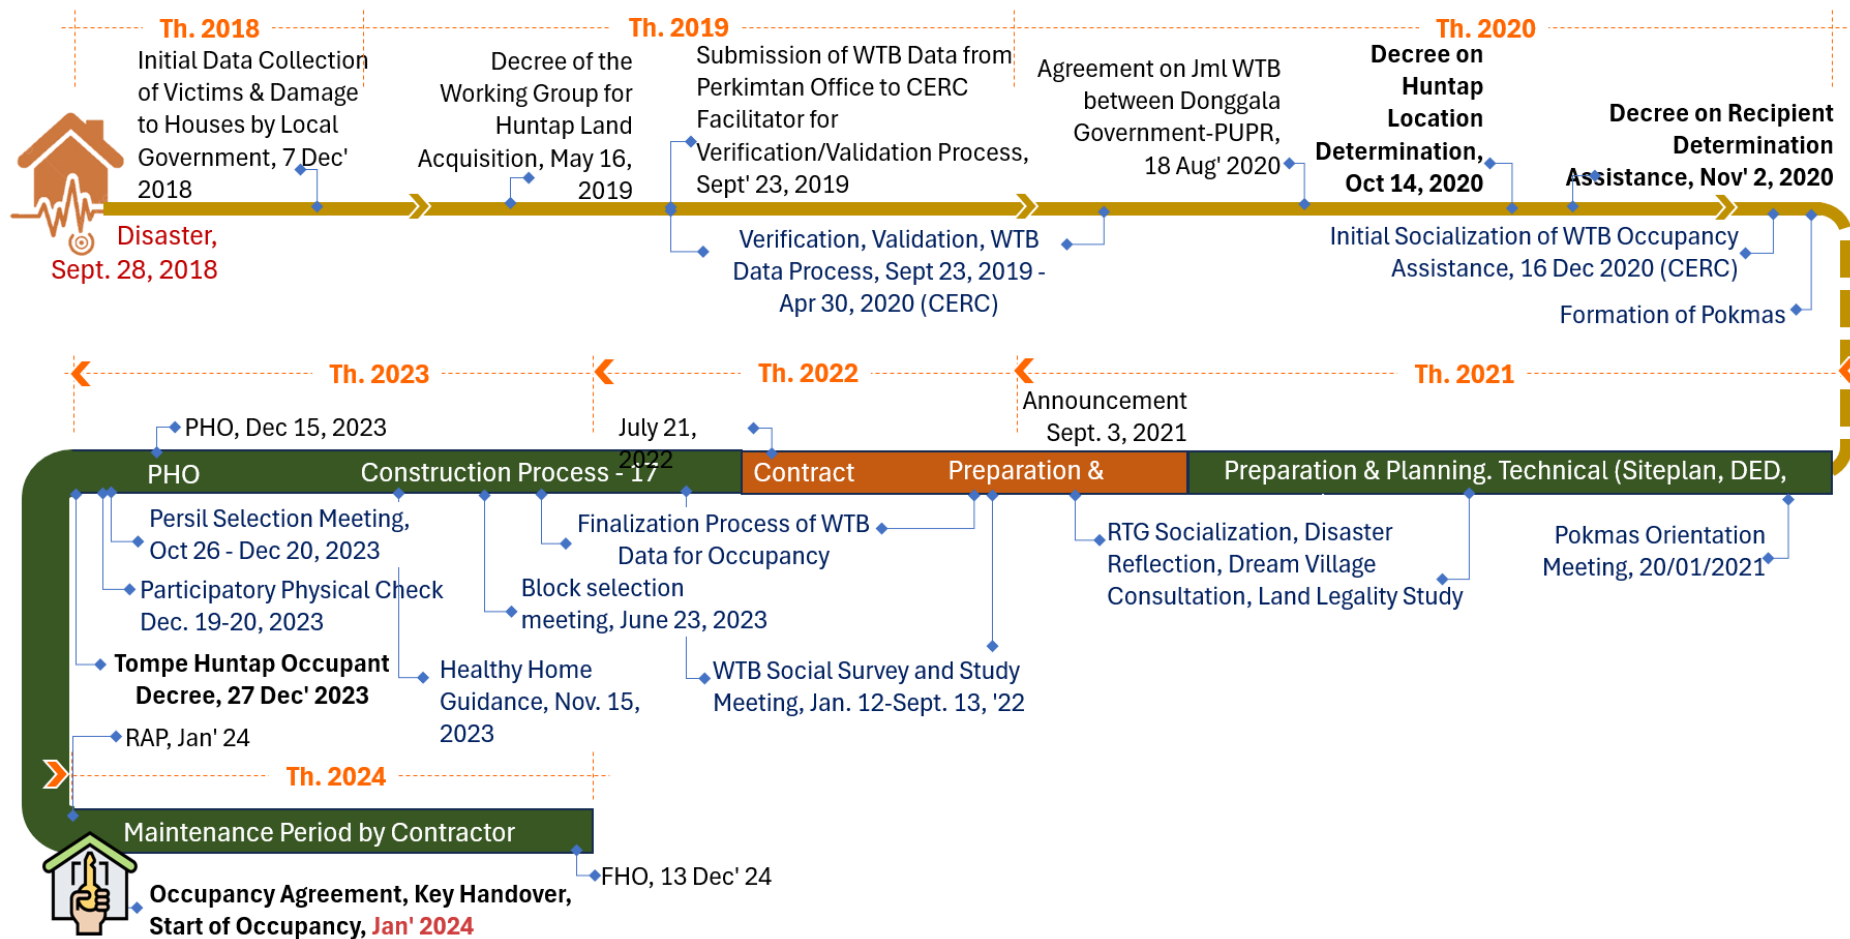 Th. 2018
Th. 2019
Th. 2020
Initial Data Collection
of Victims & Damage
to Houses by Local
Government, 7 Dec'
2018
Decree of the
Working Group for
Huntap Land
Acquisition, May 16,
2019
Submission of WTB Data from
Perkimtan Office to CERC
Facilitator for
Verification/Validation Process,
Sept' 23, 2019
Agreement on Jml WTB
between Donggala
Government-PUPR,
18 Aug' 2020
Decree on
Huntap
Location
Determination,
Oct 14, 2020
Decree on Recipient
Determination
Assistance, Nov' 2, 2020
Disaster,
Sept. 28, 2018
Verification, Validation, WTB
Data Process, Sept 23, 2019 -
Apr 30, 2020 (CERC)
Initial Socialization of WTB Occupancy
Assistance, 16 Dec 2020 (CERC)
Formation of Pokmas
Th. 2023
Th. 2022
Th. 2021
PHO, Dec 15, 2023
July 21,
2022
Announcement
Sept. 3, 2021
PHO
Construction Process - 17
Contract
Preparation &
Preparation & Planning. Technical (Siteplan, DED,
Persil Selection Meeting,
Oct 26 - Dec 20, 2023
Participatory Physical Check
Dec. 19-20, 2023
Tompe Huntap Occupant
Decree, 27 Dec' 2023
Healthy Home
Guidance, Nov. 15,
2023
Block selection
meeting, June 23, 2023
Finalization Process of WTB
Data for Occupancy
WTB Social Survey and Study
Meeting, Jan. 12-Sept. 13, '22
RTG Socialization, Disaster
Reflection, Dream Village
Consultation, Land Legality Study
Pokmas Orientation
Meeting, 20/01/2021
RAP, Jan' 24
Th. 2024
Maintenance Period by Contractor
FHO, 13 Dec' 24
Occupancy Agreement, Key Handover,
Start of Occupancy, Jan' 2024